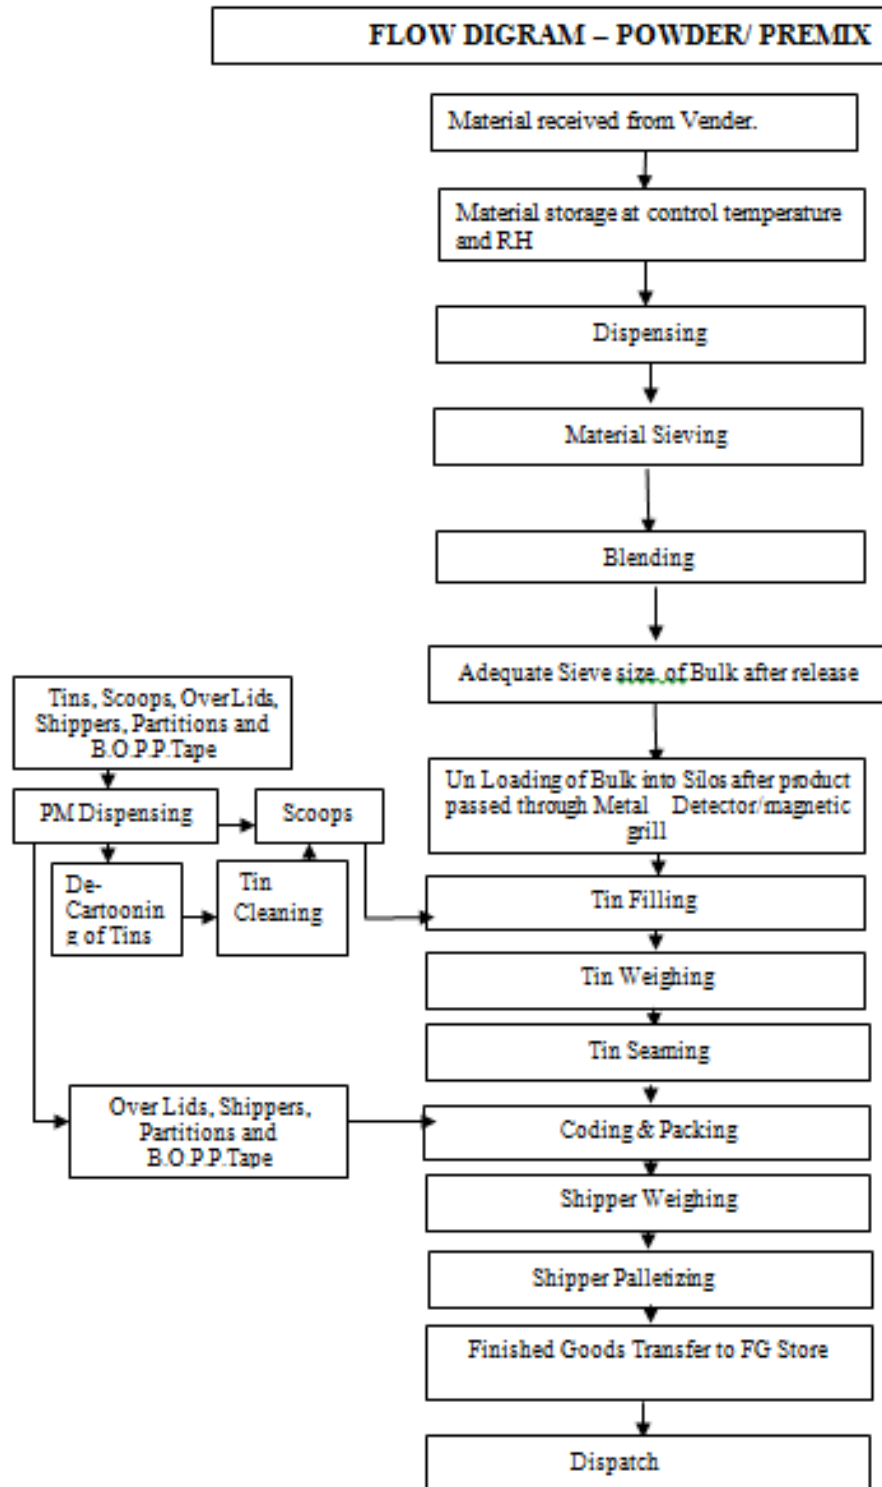 FLOW DIGRAM – POWDER/ PREMIX
Material received from Vender.
Material storage at control temperature
and RH
Dispensing
Material Sieving
Blending
Adequate Sieve size of Bulk after release
Tins, Scoops, Over Lids,
Shippers, Partitions and
B.O.P.P.Tape
Un Loading of Bulk into Silos after product
passed through Metal Detector/magnetic
grill
PM Dispensing
Scoops
De-
Cartoonin
g of Tins
Tin
Cleaning
Tin Filling
Tin Weighing
Tin Seaming
Over Lids, Shippers,
Partitions and
B.O.P.P.Tape
Coding & Packing
Shipper Weighing
Shipper Palletizing
Finished Goods Transfer to FG Store
Dispatch